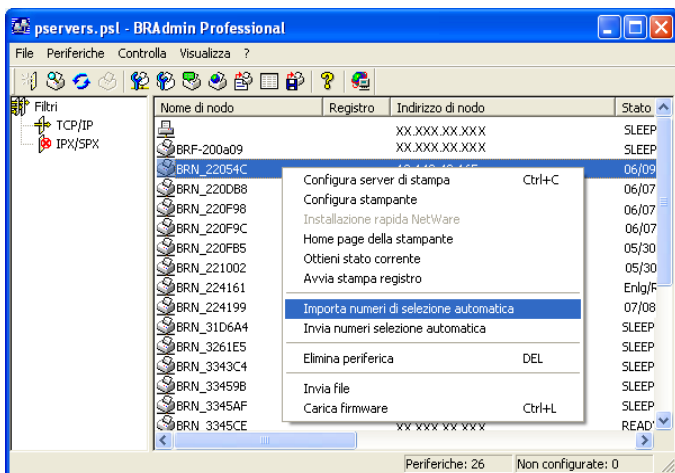 pservers.psl - BRAdmin Professional
File Periferiche Controlla Visualizza ?
Filtri
TCP/IP
IPX/SPX
Nome di nodo Registro Indirizzo di nodo Stato
XX.XXX.XX.XXX SLEEP
BRF-200a09 XX.XXX.XX.XXX SLEEP
BRN_22054C 06/09
BRN_220DB8 06/07
BRN_220F98 06/07
BRN_220F9C 06/07
BRN_220FB5 05/30
BRN_221002 05/30
BRN_224161 Enlg/F
BRN_224199 07/08
BRN_31D6A4 SLEEP
BRN_3261E5 SLEEP
BRN_3343C4 SLEEP
BRN_33459B SLEEP
BRN_3345AF SLEEP
BRN_3345CE XX.XXX.XX.XXX READ
Configura server di stampa Ctrl+C
Configura stampante
Installazione rapida NetWare
Home page della stampante
Ottieni stato corrente
Avvia stampa registro
Importa numeri di selezione automatica
Invia numeri selezione automatica
Elimina periferica DEL
Invia file
Carica firmware Ctrl+L
Periferiche: 26 Non configurate: 0